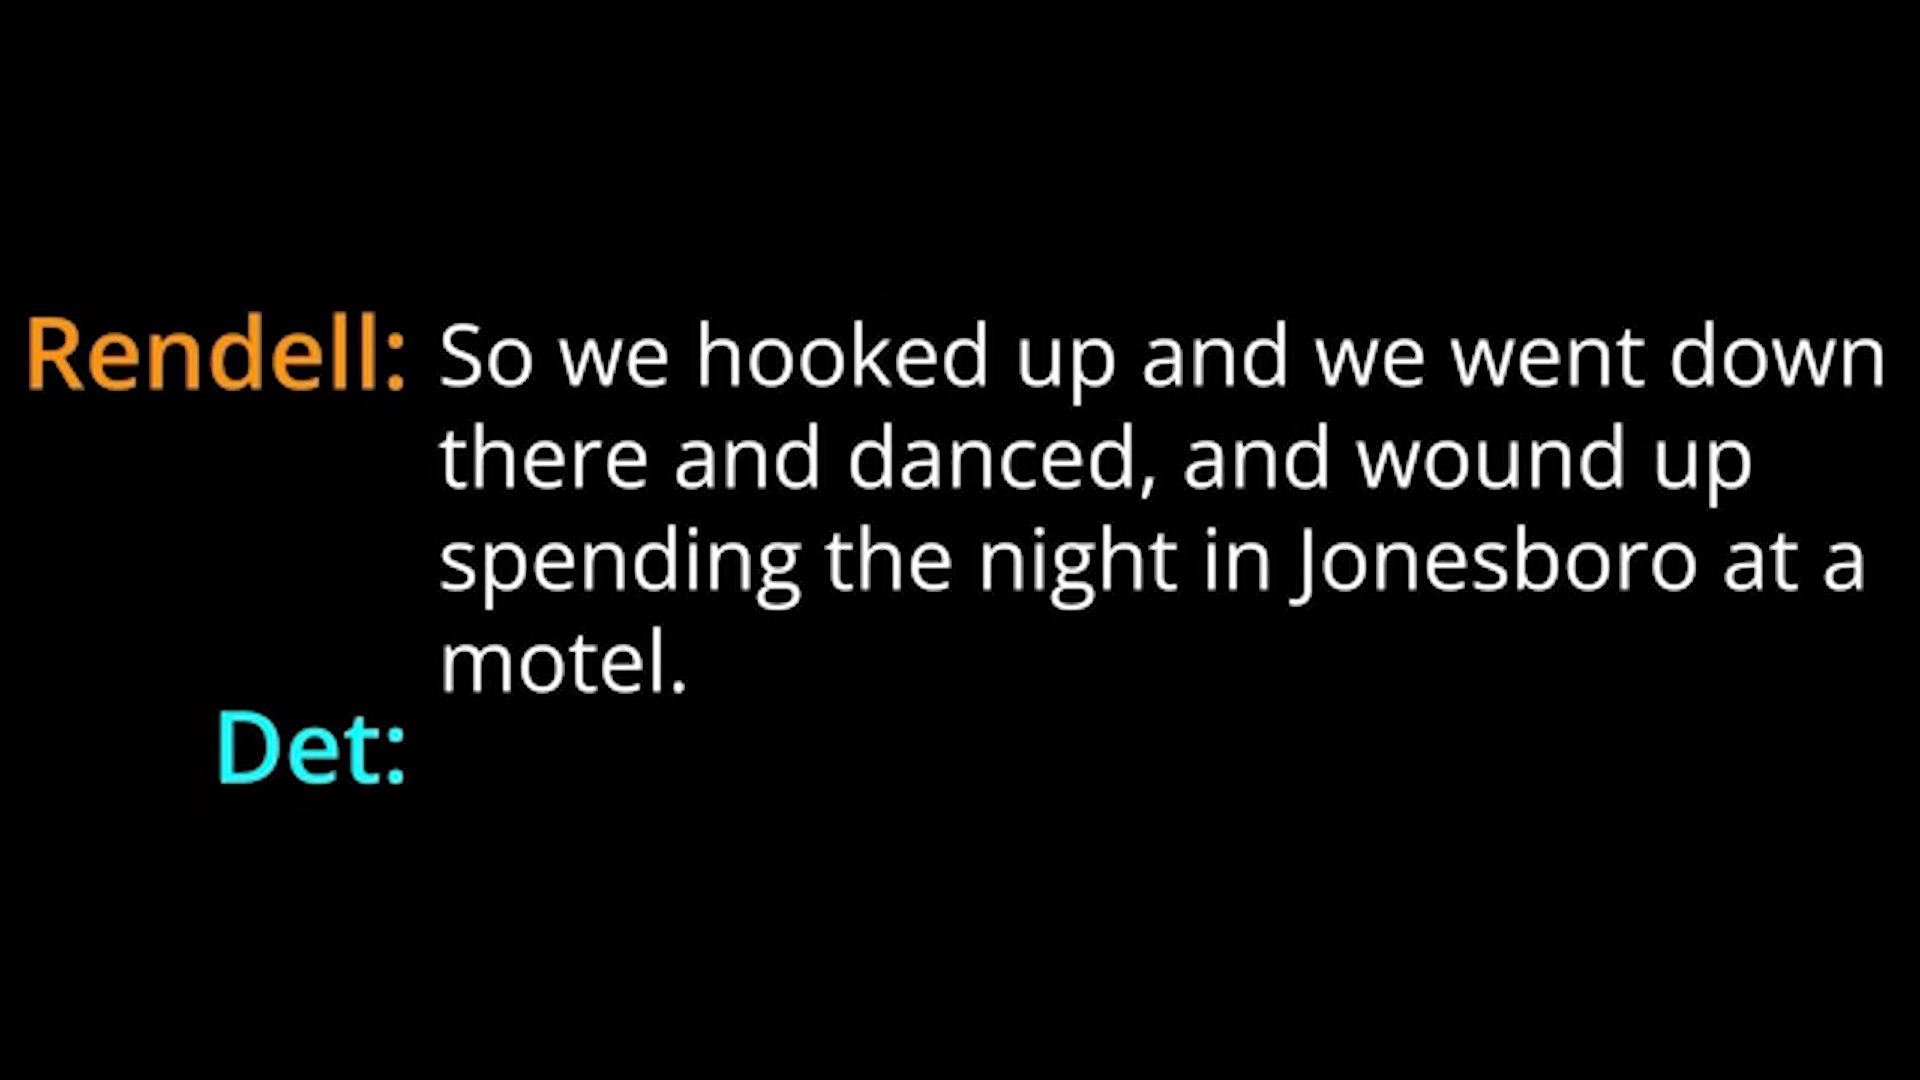 Rendell: So we hooked up and we went down
there and danced, and wound up
spending the night in Jonesboro at a
motel.
Det: